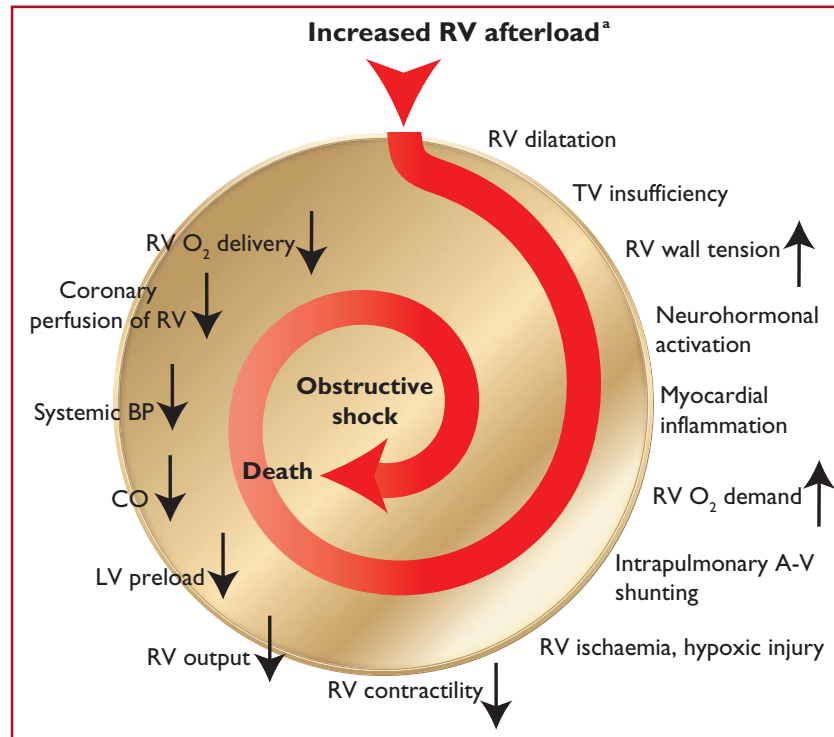 Increased RV afterloadᵃ
RV dilatation
TV insufficiency
RV wall tension
Neurohormonal
activation
Myocardial
inflammation
RV O₂ demand
Intrapulmonary A-V
shunting
RV ischaemia, hypoxic injury
RV contractility
RV output
LV preload
CO
Systemic BP
Coronary
perfusion of RV
RV O₂ delivery
Obstructive
shock
Death